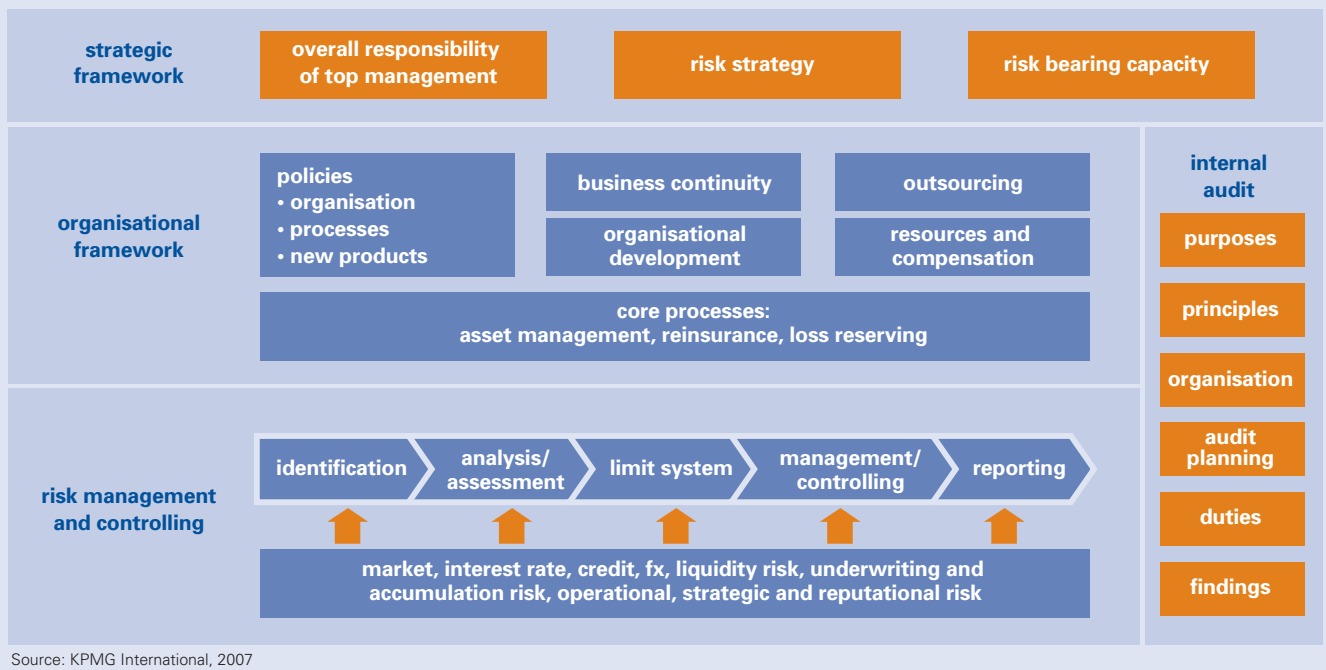 strategic
framework
overall responsibility
of top management
risk strategy
risk bearing capacity
organisational
framework
policies
• organisation
• processes
• new products
business continuity
outsourcing
organisational
development
resources and
compensation
core processes:
asset management, reinsurance, loss reserving
internal
audit
purposes
principles
organisation
audit
planning
duties
findings
risk management
and controlling
identification
analysis/
assessment
limit system
management/
controlling
reporting
market, interest rate, credit, fx, liquidity risk, underwriting and
accumulation risk, operational, strategic and reputational risk
Source: KPMG International, 2007